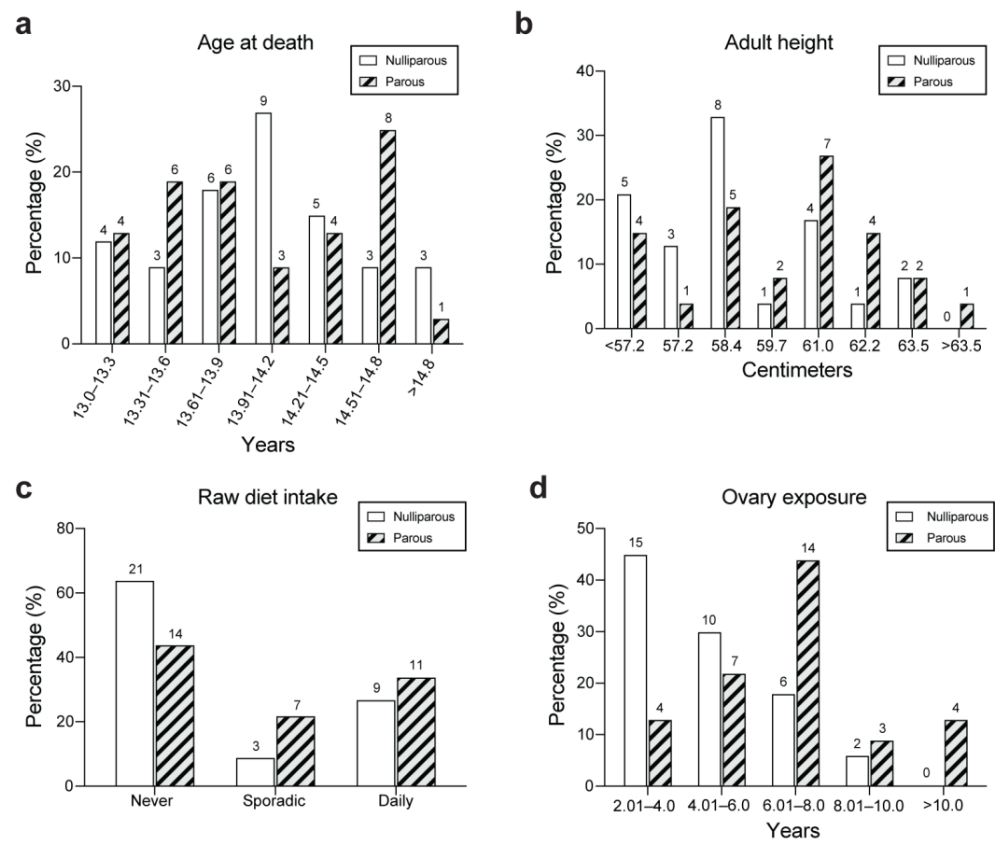 a
Age at death
Nulliparous
Parous
Percentage (%)
30
20
10
0
4 4 3 6 6 6 9 3 5 4 3 8 3 1
13.0–13.3 13.31–13.6 13.61–13.9 13.91–14.2 14.21–14.5 14.51–14.8 >14.8
Years
b
Adult height
Nulliparous
Parous
Percentage (%)
40
30
20
10
0
5 4 3 1 8 5 1 2 4 7 1 4 2 2 0 1
<57.2 57.2 58.4 59.7 61.0 62.2 63.5 >63.5
Centimeters
c
Raw diet intake
Nulliparous
Parous
Percentage (%)
80
60
40
20
0
21 14 3 7 9 11
Never Sporadic Daily
d
Ovary exposure
Nulliparous
Parous
Percentage (%)
50
40
30
20
10
0
15 4 10 7 6 14 2 3 0 4
2.01–4.0 4.01–6.0 6.01–8.0 8.01–10.0 >10.0
Years